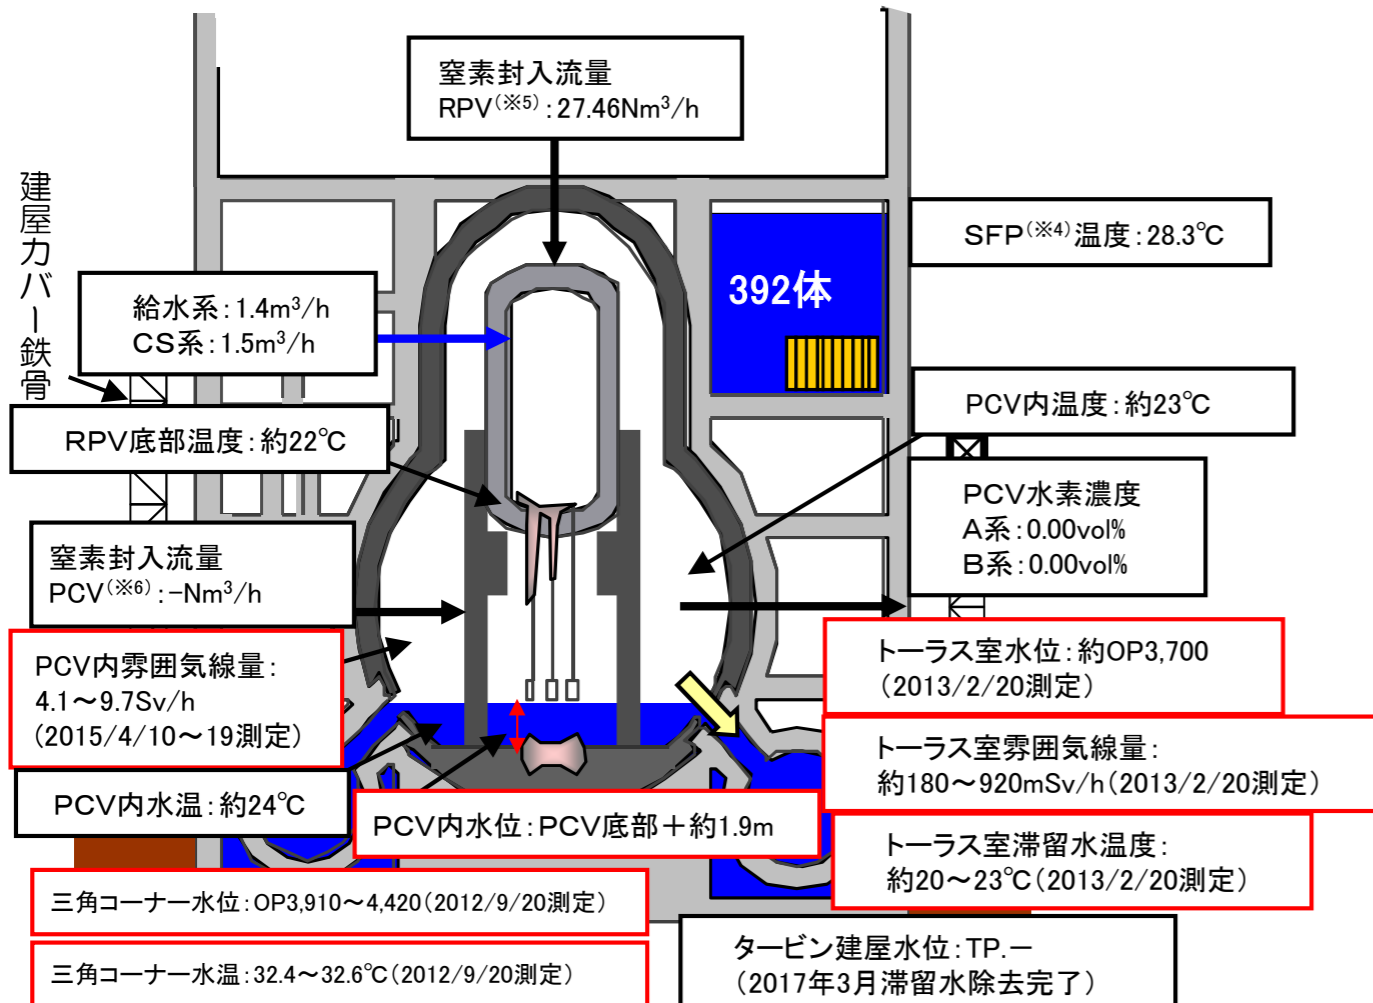 窒素封入流量
RPV(※5):27.46Nm³/h
建屋カバー鉄骨
SFP(※4)温度:28.3℃
392体
給水系:1.4m³/h
CS系:1.5m³/h
PCV内温度:約23℃
RPV底部温度:約22℃
PCV水素濃度
A系:0.00vol%
B系:0.00vol%
窒素封入流量
PCV(※6):-Nm³/h
PCV内雰囲気線量:
4.1~9.7Sv/h
(2015/4/10~19測定)
トーラス室水位:約OP3,700
(2013/2/20測定)
トーラス室雰囲気線量:
約180~920mSv/h(2013/2/20測定)
PCV内水温:約24℃
PCV内水位:PCV底部+約1.9m
トーラス室滞留水温度:
約20~23℃(2013/2/20測定)
三角コーナー水位:OP3,910~4,420(2012/9/20測定)
三角コーナー水温:32.4~32.6℃(2012/9/20測定)
タービン建屋水位:TP.ー
(2017年3月滞留水除去完了)